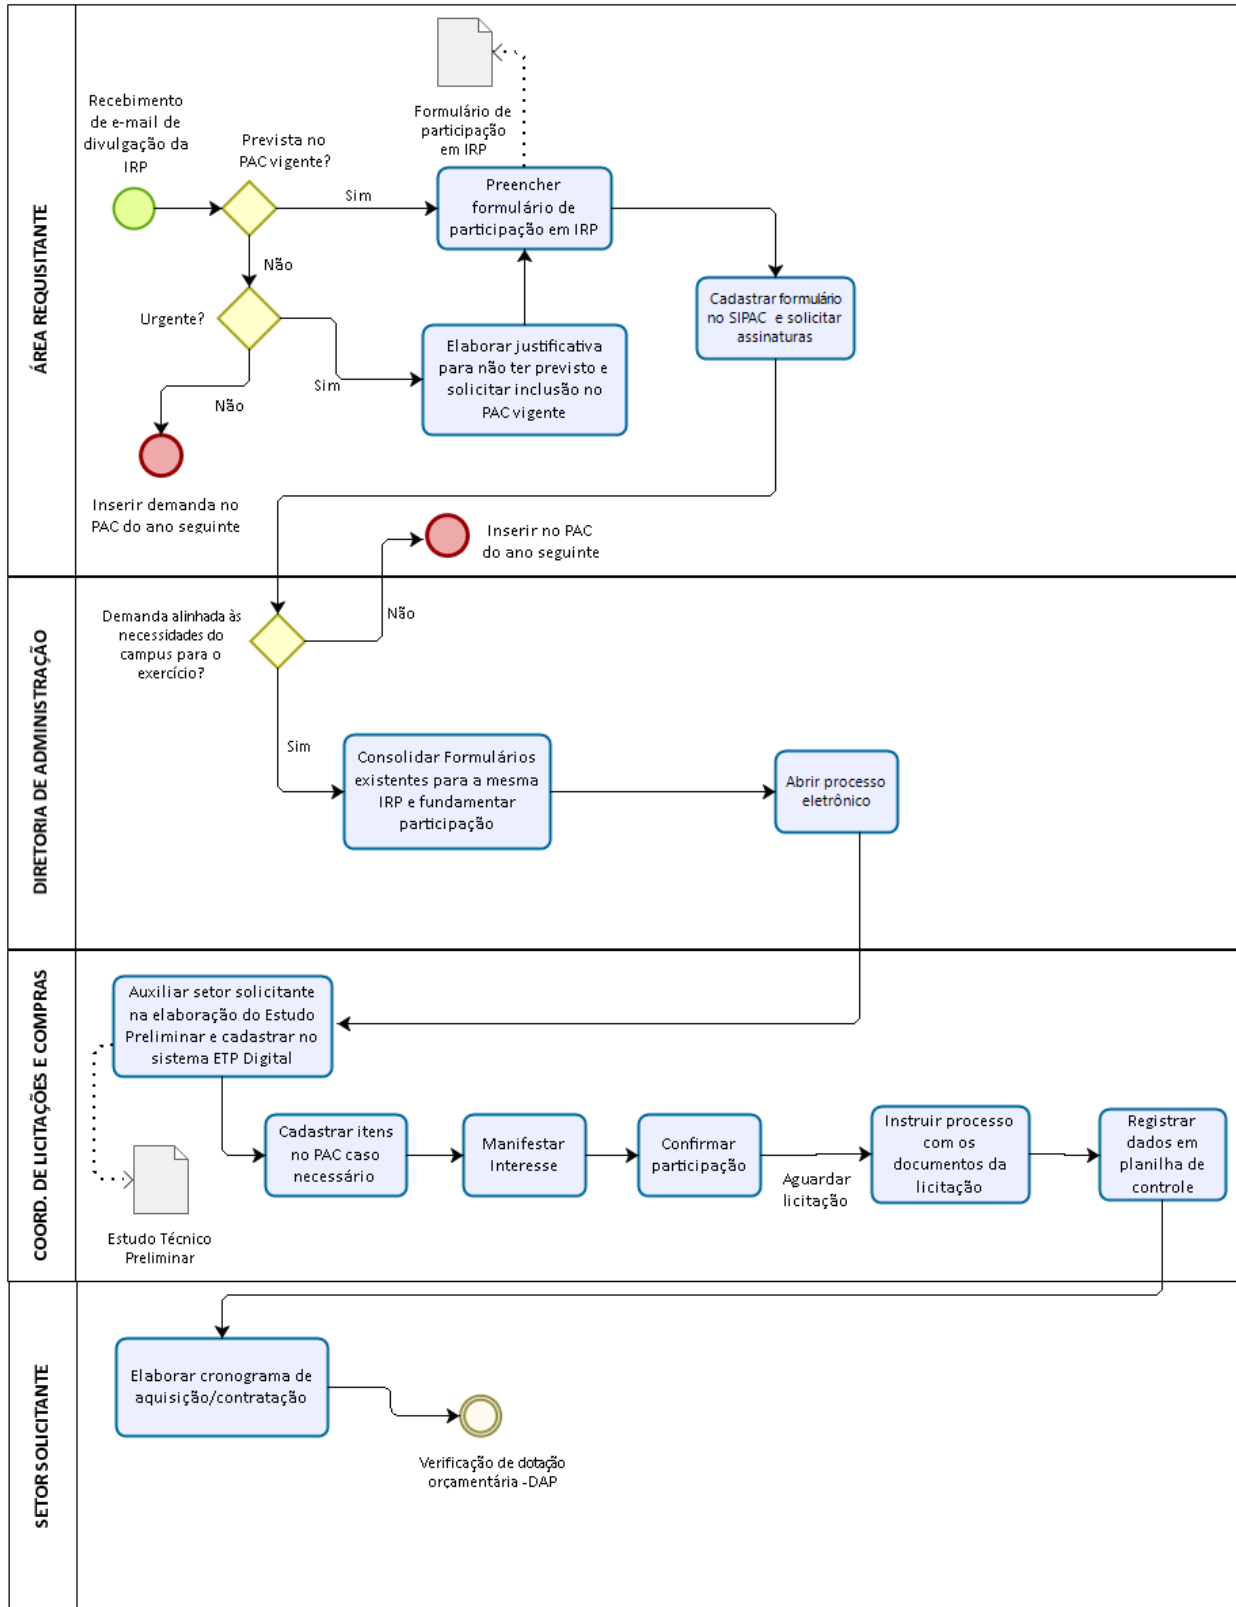 ÁREA REQUISITANTE
Recebimento
de e-mail de
divulgação da
IRP
Prevista no
PAC vigente?
Sim
Não
Formulário de
participação
em IRP
Preencher
formulário de
participação em IRP
Cadastrar formulário
no SIPAC e solicitar
assinaturas
Urgente?
Sim
Não
Elaborar justificativa
para não ter previsto e
solicitar inclusão no
PAC vigente
Inserir demanda no
PAC do ano seguinte
Inserir no PAC
do ano seguinte
DIRETORIA DE ADMINISTRAÇÃO
Demanda alinhada às
necessidades do
campus para o
exercício?
Não
Sim
Consolidar Formulários
existentes para a mesma
IRP e fundamentar
participação
Abrir processo
eletrônico
COORD. DE LICITAÇÕES E COMPRAS
Auxiliar setor solicitante
na elaboração do Estudo
Preliminar e cadastrar no
sistema ETP Digital
Estudo Técnico
Preliminar
Cadastrar itens
no PAC caso
necessário
Manifestar
Interesse
Confirmar
participação
Aguardar
licitação
Instruir processo
com os
documentos da
licitação
Registrar
dados em
planilha de
controle
SETOR SOLICITANTE
Elaborar cronograma de
aquisição/contratação
Verificação de dotação
orçamentária -DAP